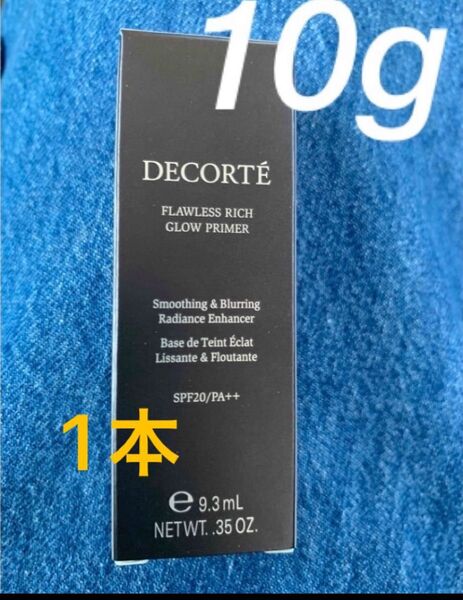 10g
DECORTÉ
FLAWLESS RICH
GLOW PRIMER
Smoothing & Blurring
Radiance Enhancer
Base de Teint Éclat
Lissante & Floutante
SPF20/PA++
1本
℮ 9.3 mL
NET WT. .35 OZ.